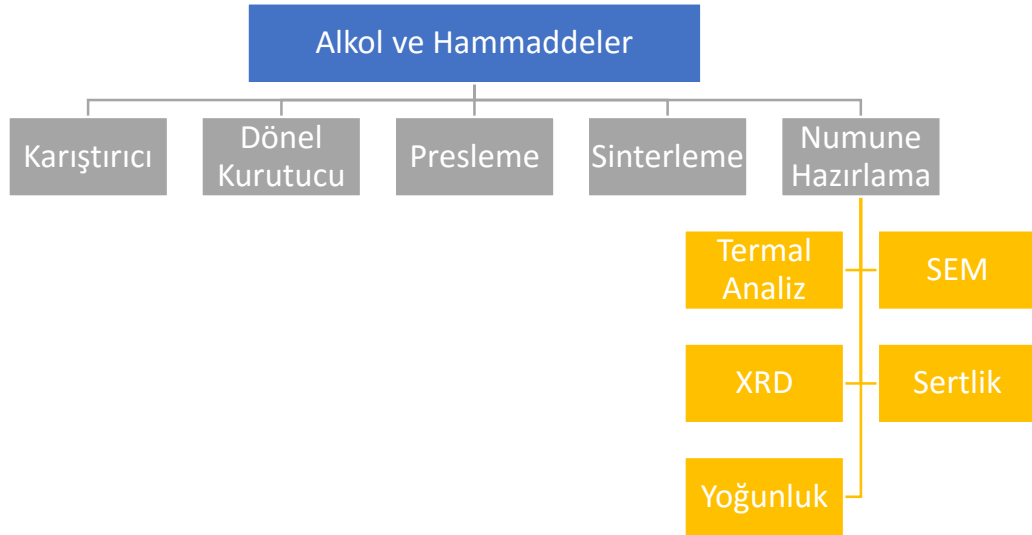 Alkol ve Hammaddeler
Karıştırıcı
Dönel
Kurutucu
Presleme
Sinterleme
Numune
Hazırlama
Termal
Analiz
SEM
XRD
Sertlik
Yoğunluk